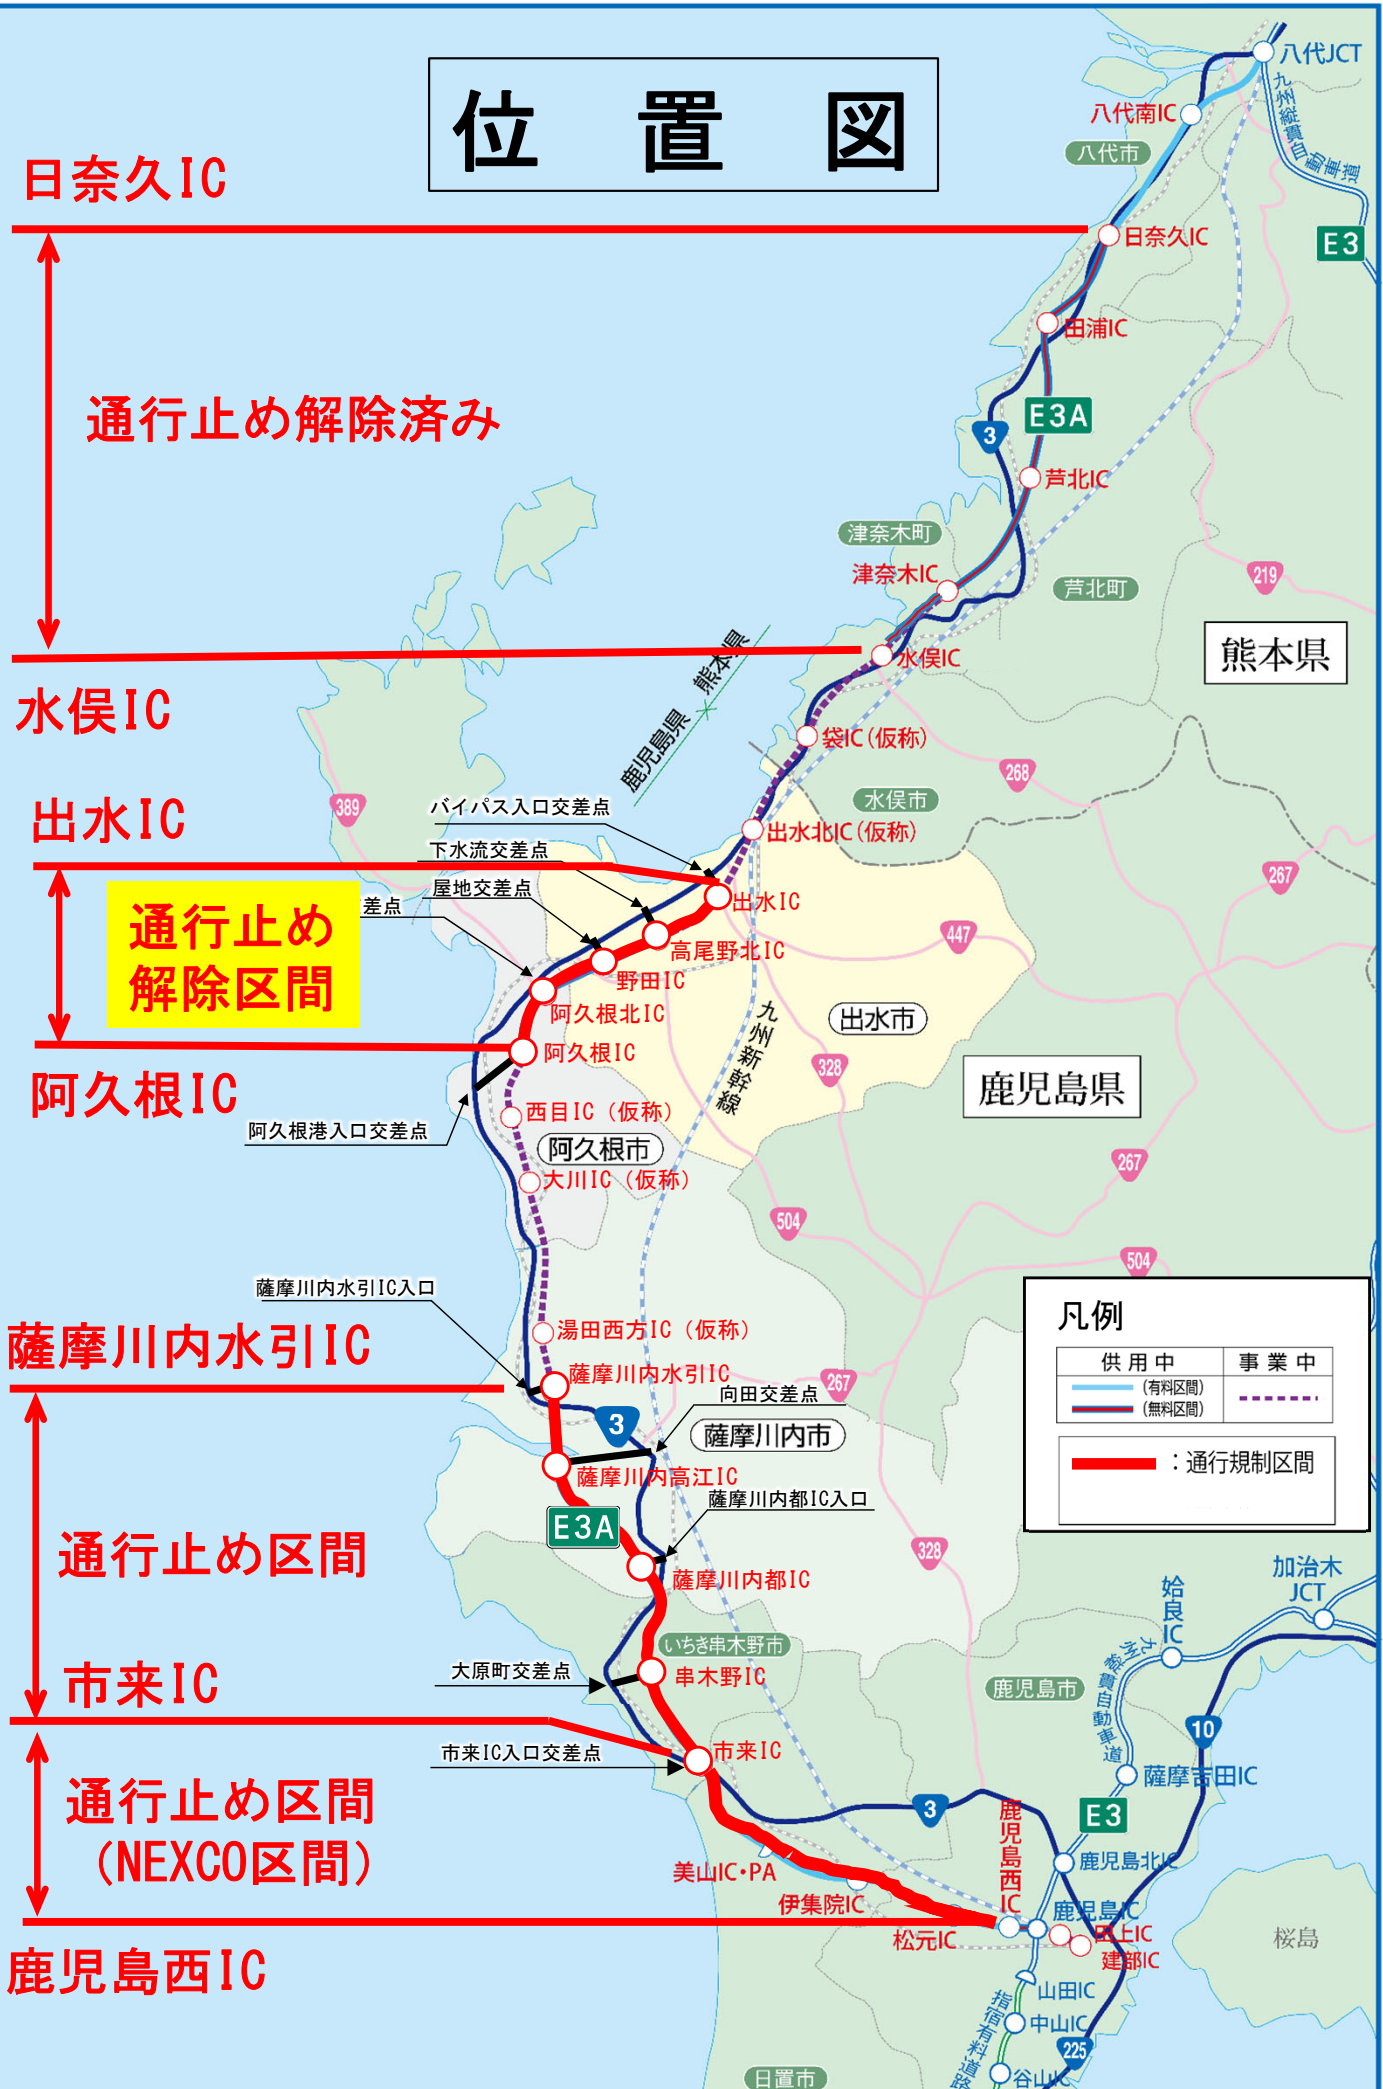 位置図
八代JCT
八代南IC
八代市
九州縦貫自動車道
E3
日奈久IC
日奈久IC
田浦IC
通行止め解除済み
E3A
3
芦北IC
津奈木町
津奈木IC
芦北町
219
熊本県
熊本県
鹿児島県
水俣IC
水俣IC
袋IC(仮称)
268
水俣市
389
出水IC
バイパス入口交差点
出水北IC(仮称)
下水流交差点
屋地交差点
差点
267
出水IC
通行止め
解除区間
447
高尾野北IC
野田IC
阿久根北IC
九州新幹線
出水市
阿久根IC
阿久根IC
328
鹿児島県
西目IC(仮称)
阿久根港入口交差点
阿久根市
267
大川IC(仮称)
504
504
薩摩川内水引IC入口
薩摩川内水引IC
湯田西方IC(仮称)
薩摩川内水引IC
向田交差点
267
3
薩摩川内市
薩摩川内高江IC
薩摩川内都IC入口
E3A
通行止め区間
薩摩川内都IC
328
凡例
供用中
事業中
(有料区間)
(無料区間)
:通行規制区間
加治木
JCT
姶良IC
九州縦貫自動車道
いちき串木野市
大原町交差点
串木野IC
鹿児島市
市来IC
10
市来IC入口交差点
市来IC
薩摩吉田IC
通行止め区間
(NEXCO区間)
3
E3
鹿児島西IC
鹿児島北IC
美山IC・PA
伊集院IC
松元IC
鹿児島IC
田上IC
建部IC
桜島
鹿児島西IC
山田IC
指宿有料道路
中山IC
225
谷山IC
日置市